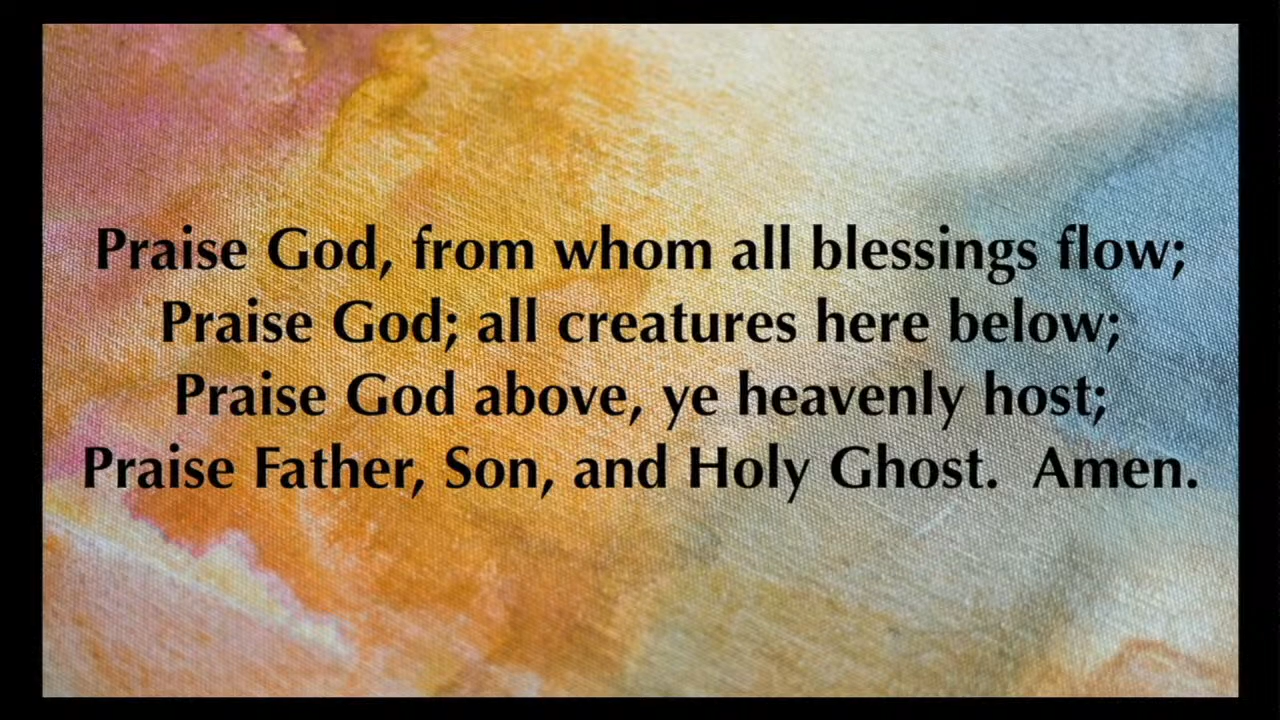 Praise God, from whom all blessings flow;
Praise God; all creatures here below;
Praise God above, ye heavenly host;
Praise Father, Son, and Holy Ghost.  Amen.